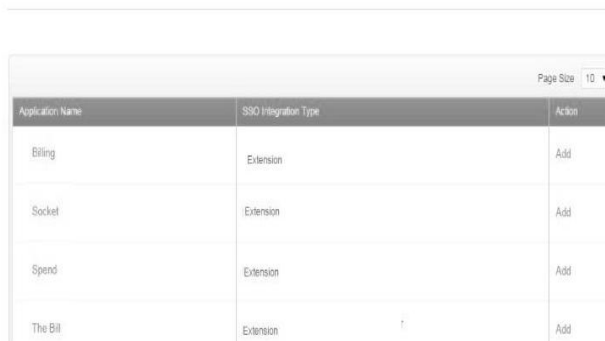 Page Size 10
Application Name SSO Integration Type Action
Billing Extension Add
Socket Extension Add
Spend Extension Add
The Bill Extension Add